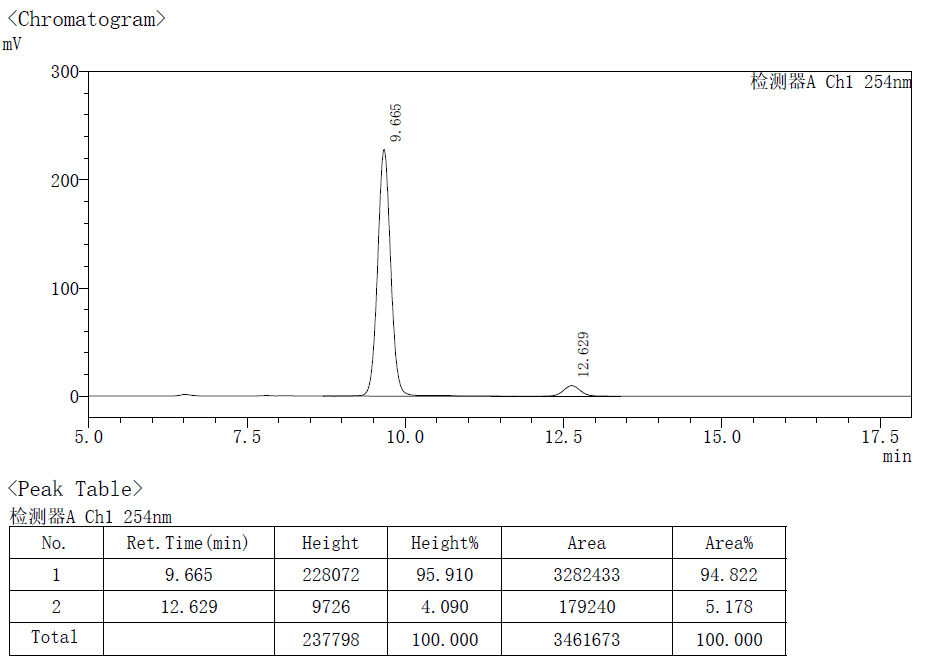 <Chromatogram>
mV
检测器A Ch1 254nm
300
200
100
0
9.665
12.629
5.0 7.5 10.0 12.5 15.0 17.5
min
<Peak Table>
检测器A Ch1 254nm
No. Ret.Time(min) Height Height% Area Area%
1 9.665 228072 95.910 3282433 94.822
2 12.629 9726 4.090 179240 5.178
Total 237798 100.000 3461673 100.000